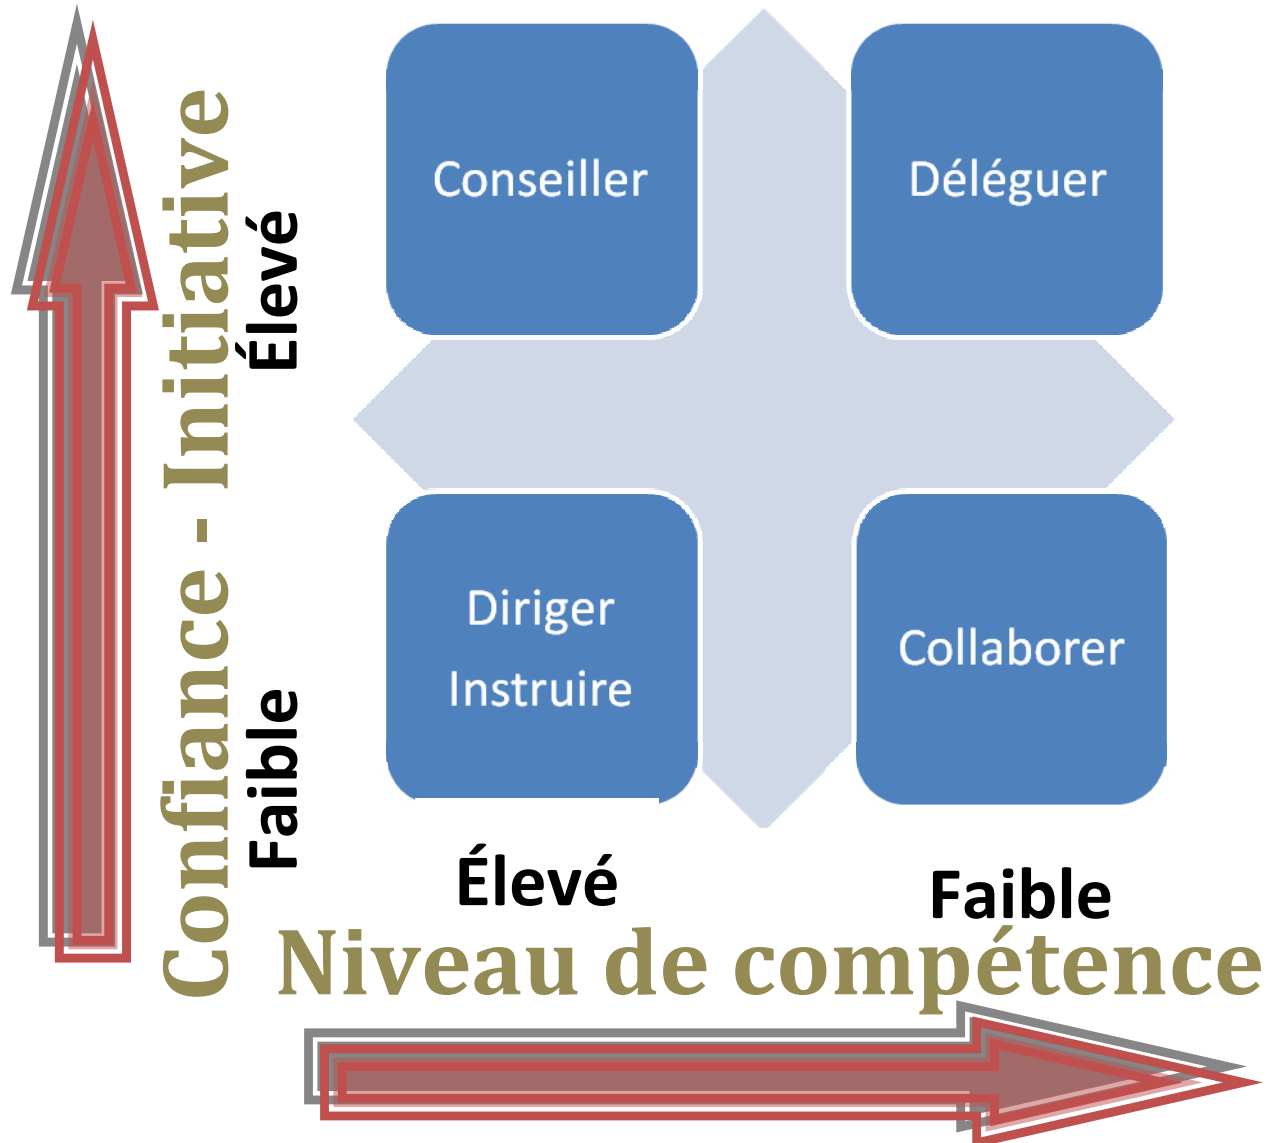 Confiance - Initiative
Élevé
Faible
Conseiller
Déléguer
Diriger
Instruire
Collaborer
Élevé
Faible
Niveau de compétence